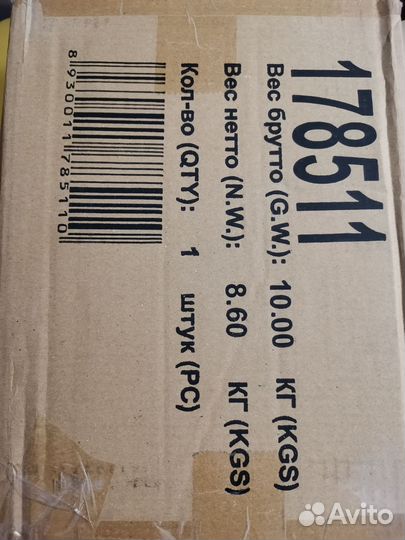 178511
Вес брутто (G.W.): 10.00 КГ (KGS)
Вес нетто (N.W.): 8.60 КГ (KGS)
Кол-во (QTY): 1 штук (PC)
8930011785110
Avito